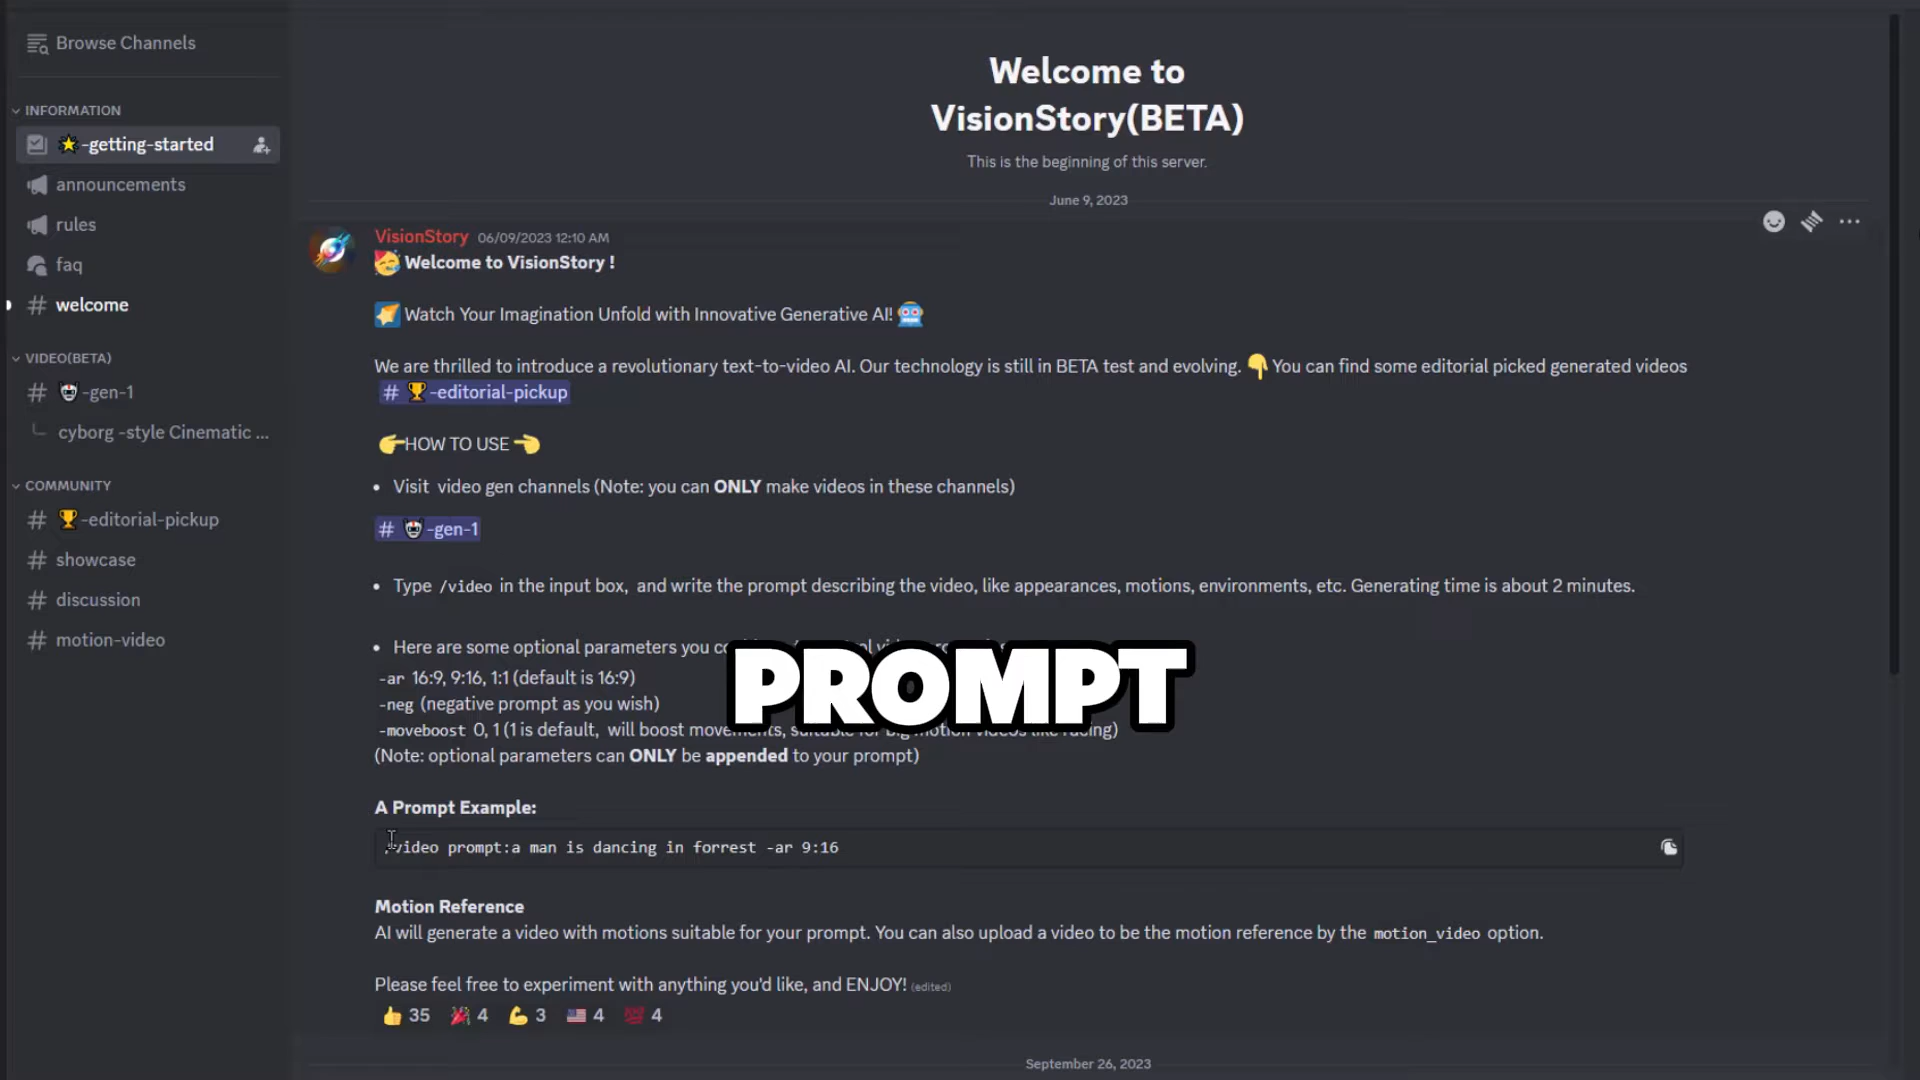 Browse Channels
INFORMATION
-getting-started
announcements
rules
faq
# welcome
VIDEO(BETA)
# -gen-1
cyborg -style Cinematic ...
COMMUNITY
# -editorial-pickup
# showcase
# discussion
# motion-video
Welcome to
VisionStory(BETA)
This is the beginning of this server.
June 9, 2023
VisionStory 06/09/2023 12:10 AM
Welcome to VisionStory !
Watch Your Imagination Unfold with Innovative Generative AI!
We are thrilled to introduce a revolutionary text-to-video AI. Our technology is still in BETA test and evolving. You can find some editorial picked generated videos
# -editorial-pickup
HOW TO USE
• Visit video gen channels (Note: you can ONLY make videos in these channels)
# -gen-1
• Type /video in the input box, and write the prompt describing the video, like appearances, motions, environments, etc. Generating time is about 2 minutes.
• Here are some optional parameters you
PROMPT
-ar 16:9, 9:16, 1:1 (default is 16:9)
-neg (negative prompt as you wish)
-moveboost 0, 1 (1 is default, will boost movements, suitable for big motion videos like racing)
(Note: optional parameters can ONLY be appended to your prompt)
A Prompt Example:
/video prompt:a man is dancing in forrest -ar 9:16
Motion Reference
AI will generate a video with motions suitable for your prompt. You can also upload a video to be the motion reference by the motion_video option.
Please feel free to experiment with anything you'd like, and ENJOY! (edited)
35 4 3 4 4
September 26, 2023